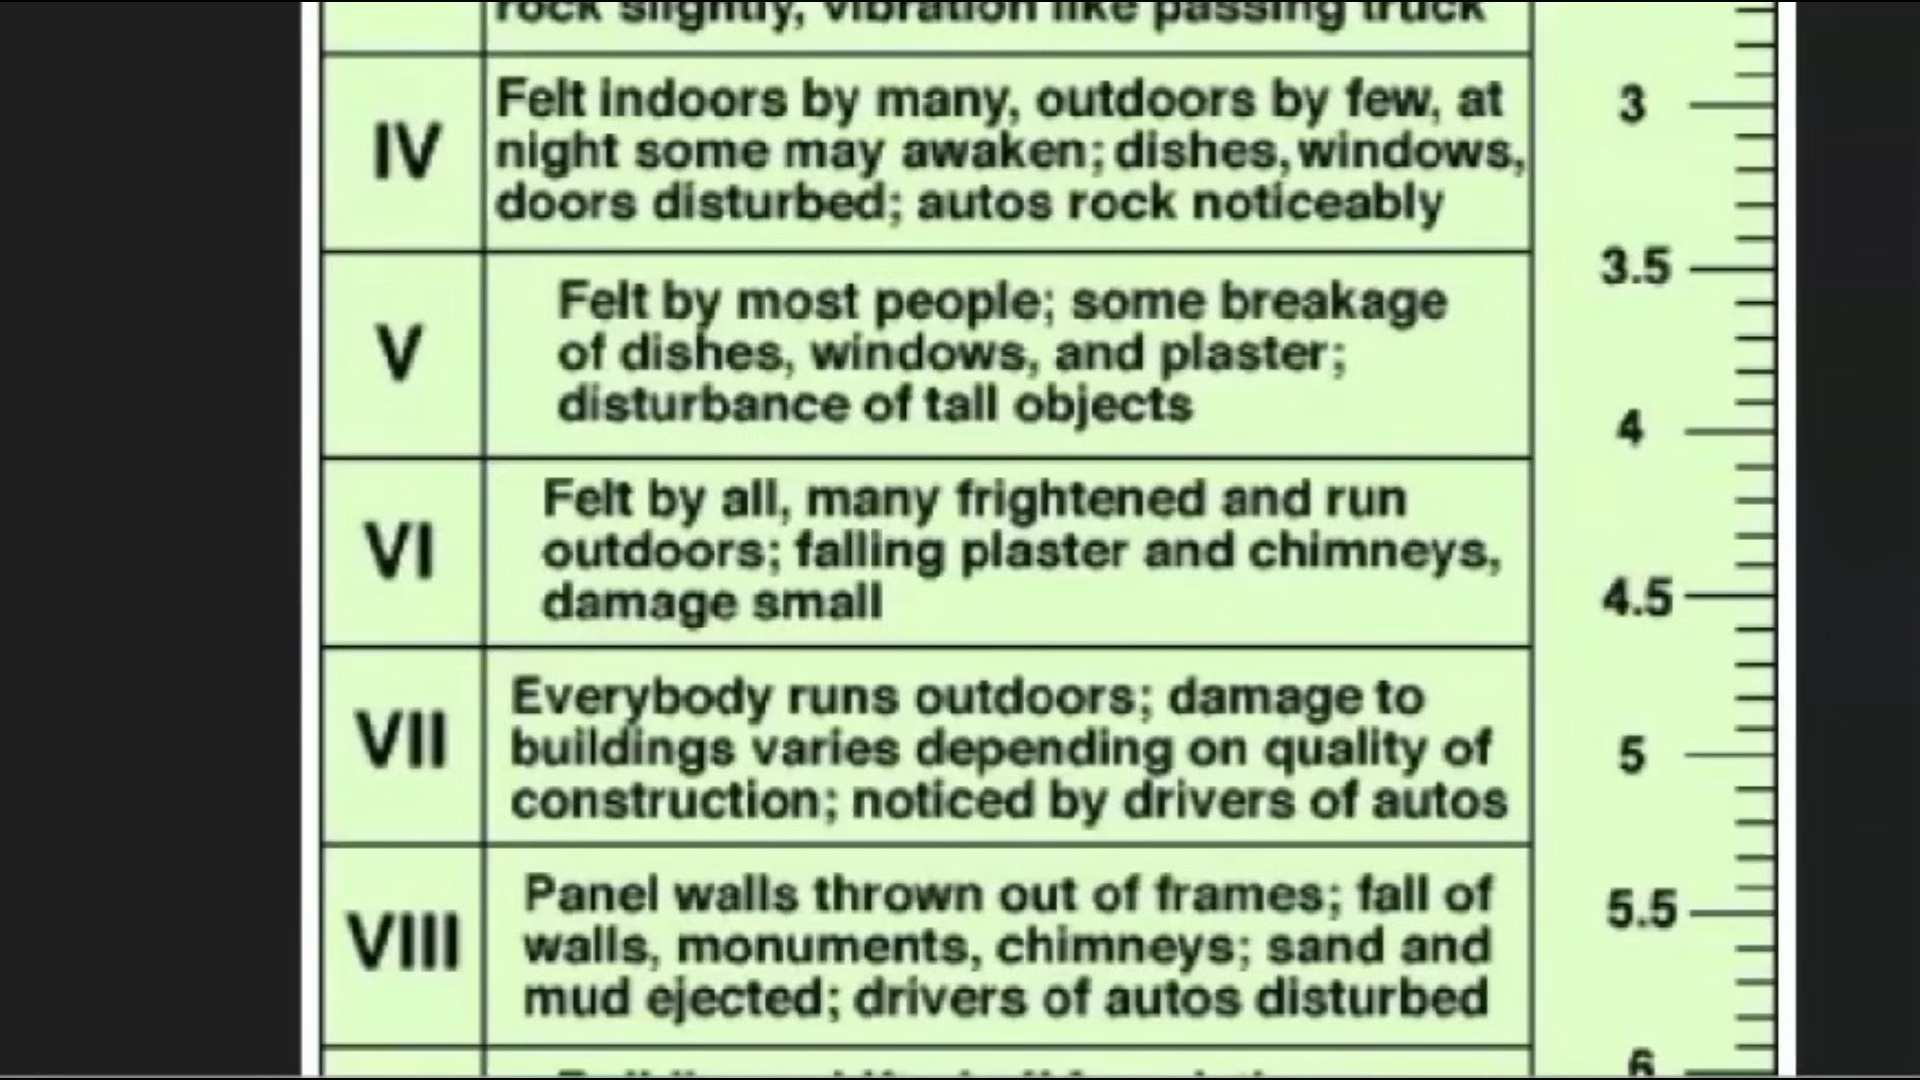 rock slightly, vibration like passing truck
IV
Felt indoors by many, outdoors by few, at
night some may awaken; dishes, windows,
doors disturbed; autos rock noticeably
3
3.5
V
Felt by most people; some breakage
of dishes, windows, and plaster;
disturbance of tall objects
4
VI
Felt by all, many frightened and run
outdoors; falling plaster and chimneys,
damage small
4.5
VII
Everybody runs outdoors; damage to
buildings varies depending on quality of
construction; noticed by drivers of autos
5
VIII
Panel walls thrown out of frames; fall of
walls, monuments, chimneys; sand and
mud ejected; drivers of autos disturbed
5.5
6